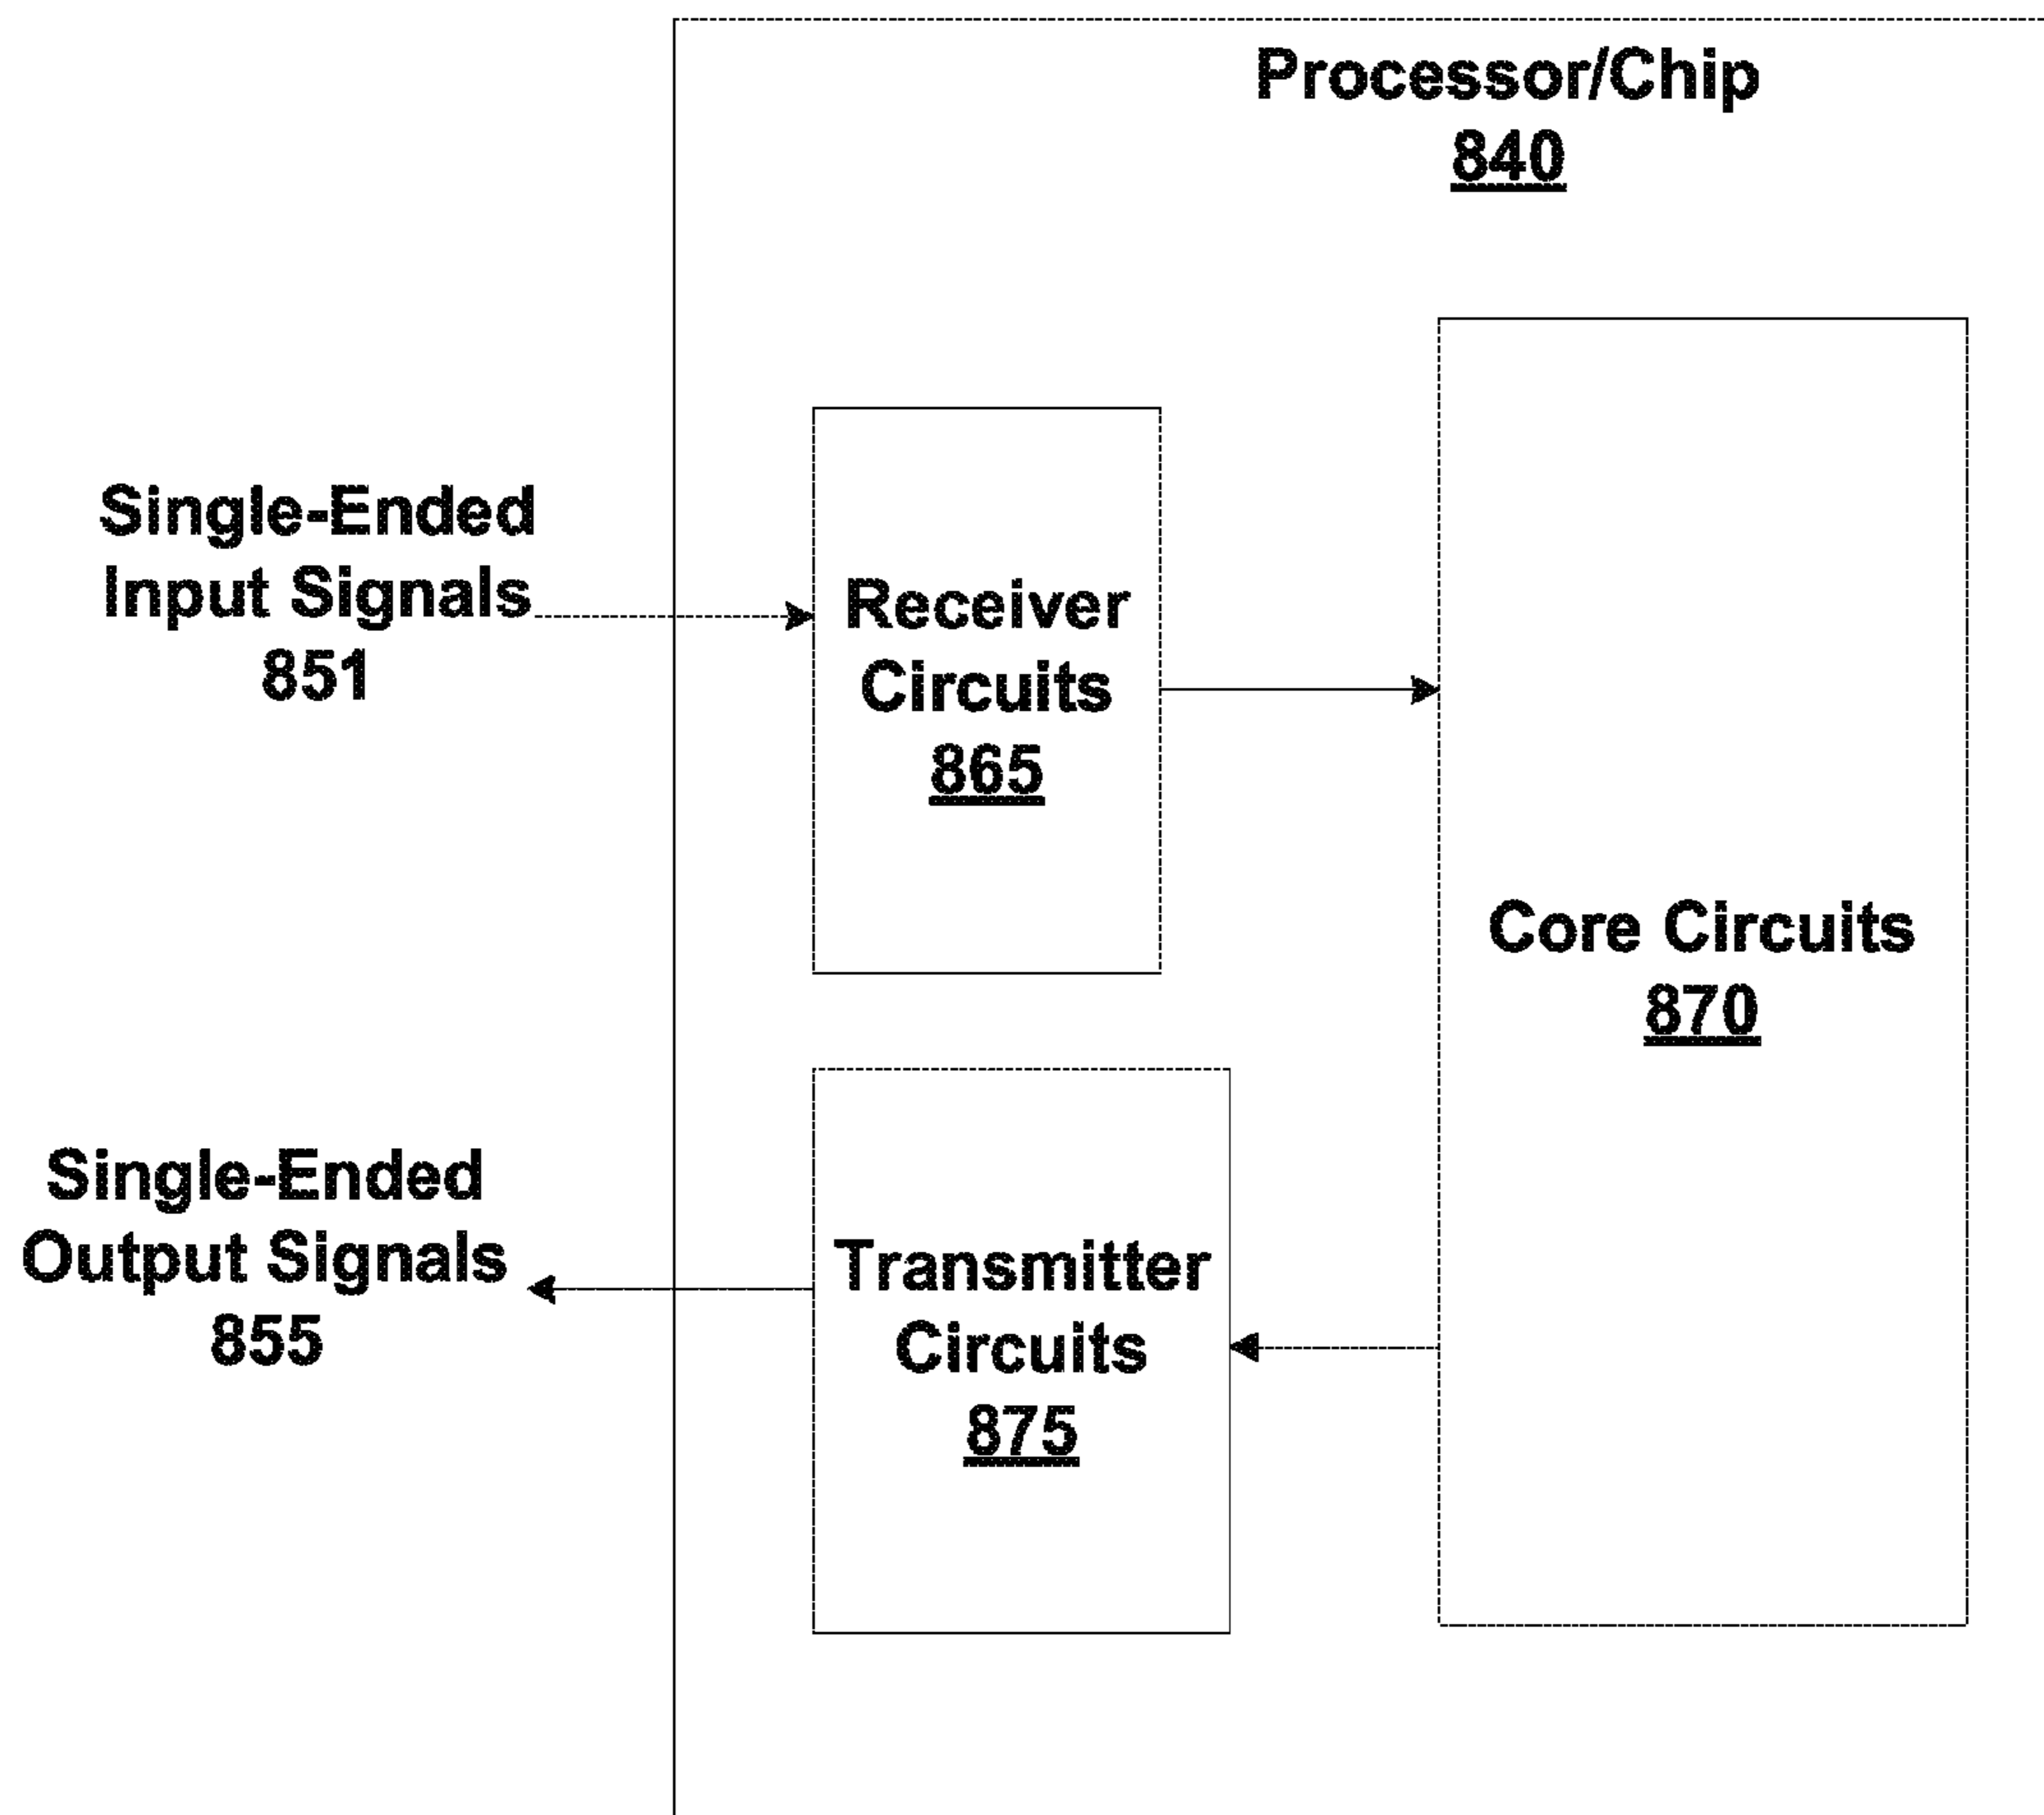 Processor/Chip
840
Single-Ended
Input Signals
851
Receiver
Circuits
865
Core Circuits
870
Single-Ended
Output Signals
855
Transmitter
Circuits
875